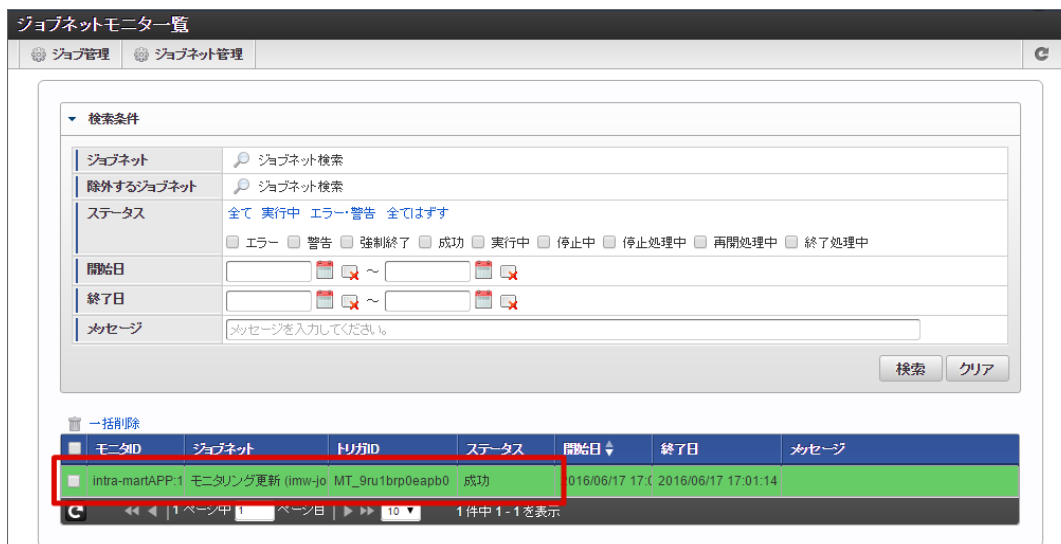 ジョブネットモニター覧
ジョブ管理 ジョブネット管理
検索条件
ジョブネット ジョブネット検索
除外するジョブネット ジョブネット検索
ステータス 全て 実行中 エラー・警告 全てはずす
エラー 警告 強制終了 成功 実行中 停止中 停止処理中 再開処理中 終了処理中
開始日 ～
終了日 ～
メッセージ メッセージを入力してください。
検索 クリア
一括削除
モニタID ジョブネット トリガID ステータス 開始日 終了日 メッセージ
intra-martAPP:1 モニタリング更新 (imw-jo MT_9ru1brp0eapb0 成功 2016/06/17 17:0 2016/06/17 17:01:14
1 ページ中 1 ページ目 10 1 件中 1 - 1 を表示